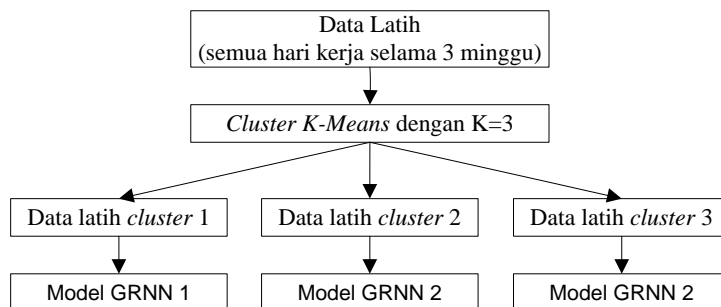 Data Latih
(semua hari kerja selama 3 minggu)
Cluster K-Means dengan K=3
Data latih cluster 1
Data latih cluster 2
Data latih cluster 3
Model GRNN 1
Model GRNN 2
Model GRNN 2